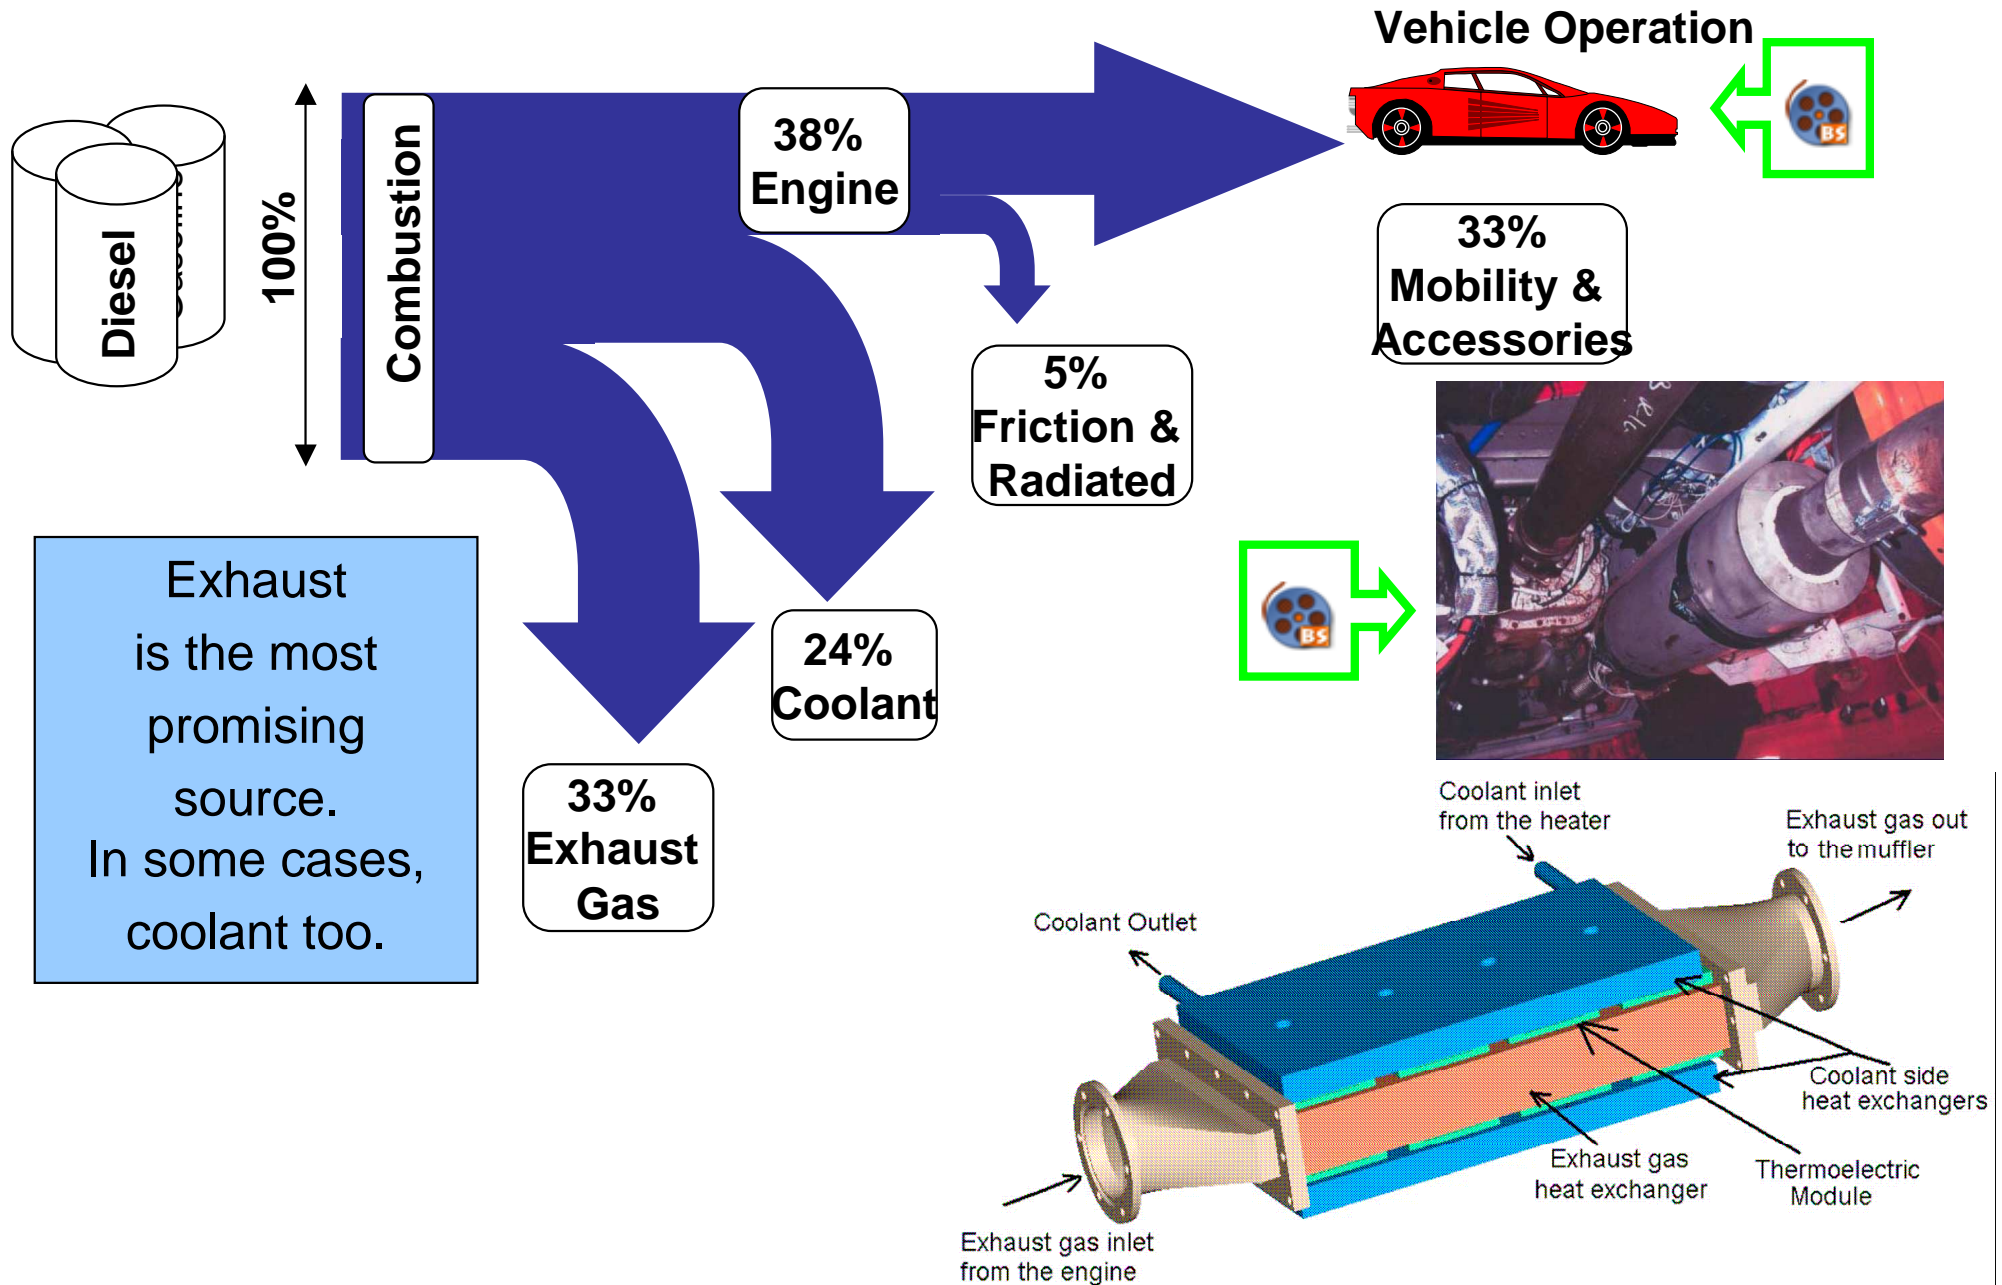 Vehicle Operation
Diesel
100%
Combustion
38%
Engine
33%
Mobility &
Accessories
5%
Friction &
Radiated
24%
Coolant
33%
Exhaust
Gas
Exhaust
is the most
promising
source.
In some cases,
coolant too.
BS
BS
Coolant inlet
from the heater
Exhaust gas out
to the muffler
Coolant Outlet
Coolant side
heat exchangers
Exhaust gas
heat exchanger
Thermoelectric
Module
Exhaust gas inlet
from the engine